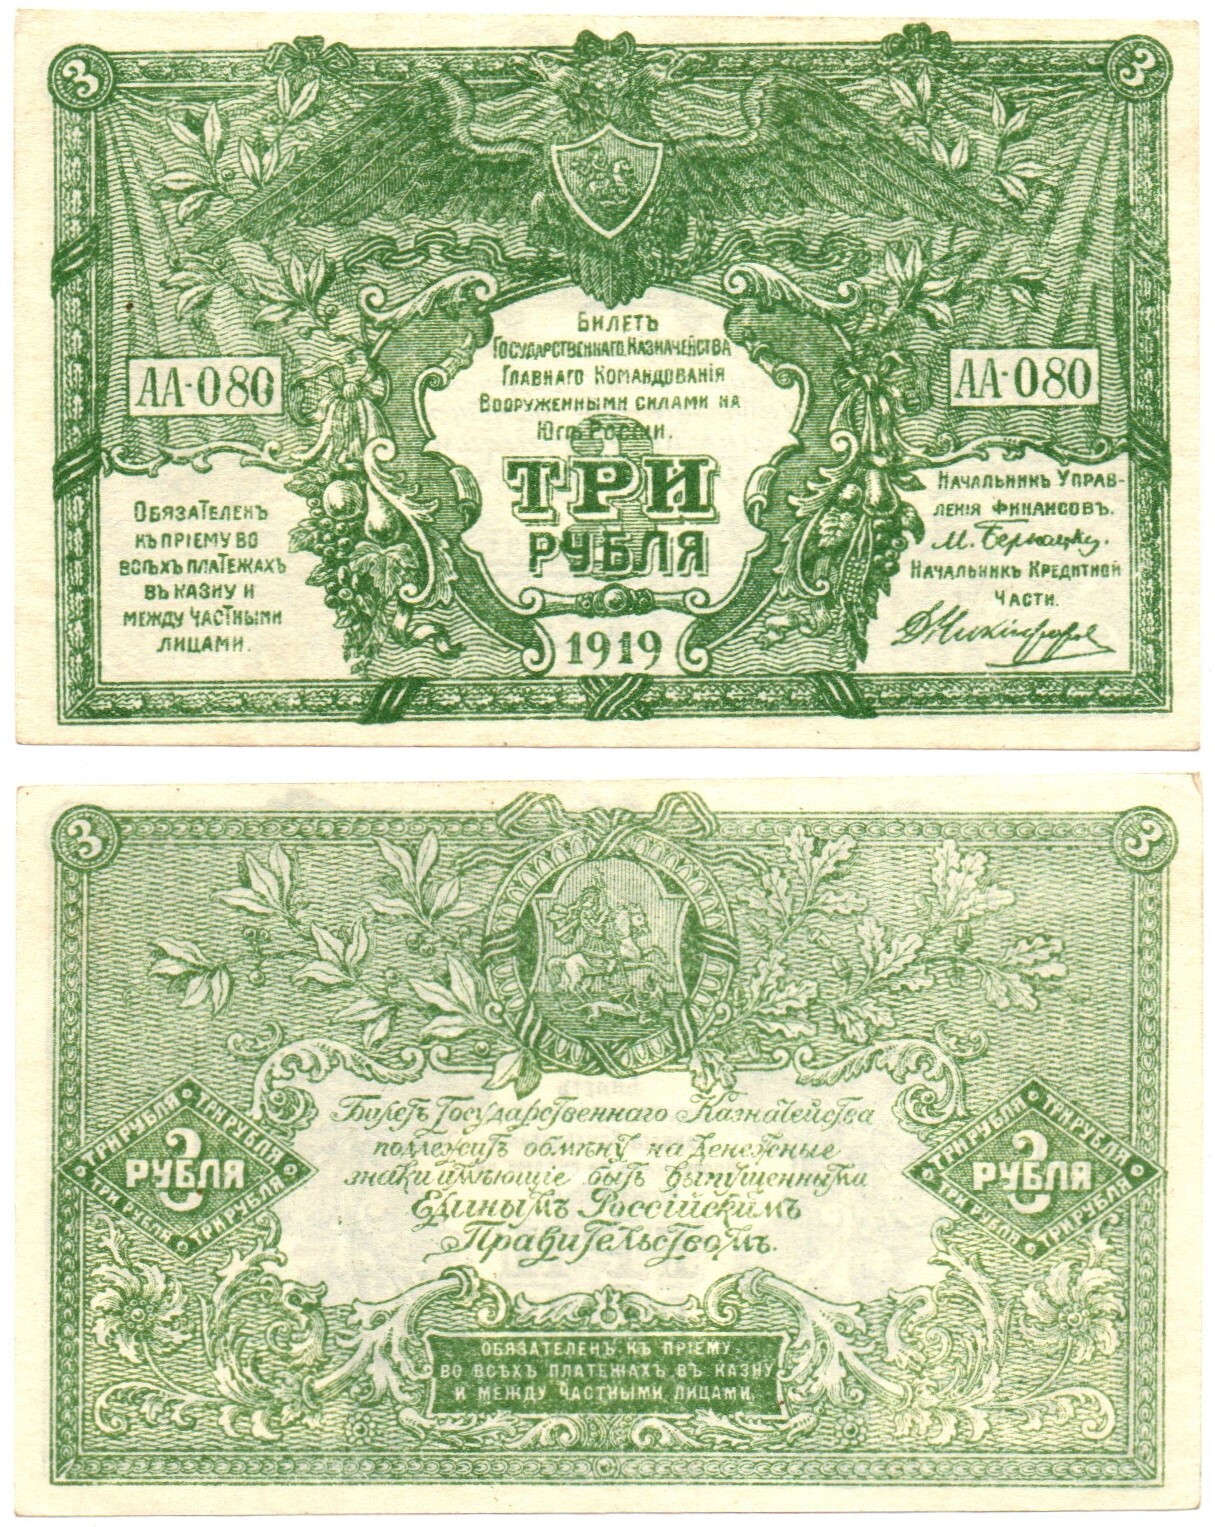 3
3
Билетъ
Государственнаго Казначейства
Главнаго Командованія
Вооруженными силами на
Югѣ Россіи.
АА-080
АА-080
3
ТРИ
РУБЛЯ
1919
Обязателенъ
къ пріему во
всѣхъ платежахъ
въ казну и
между частными
лицами.
Начальникъ Управ-
ленія Финансовъ.
М. Бернацкій.
Начальникъ Кредитной
Части.
Д. Никифоровъ
3
3
Билетъ Государственнаго Казначейства
подлежитъ обмѣну на денежные
знаки имѣющіе быть выпущенными
Единымъ Россійскимъ
Правительствомъ.
ТРИ РУБЛЯ
ТРИ РУБЛЯ
3
РУБЛЯ
ТРИ РУБЛЯ
ТРИ РУБЛЯ
ТРИ РУБЛЯ
ТРИ РУБЛЯ
3
РУБЛЯ
ТРИ РУБЛЯ
ТРИ РУБЛЯ
Обязателенъ къ пріему
во всѣхъ платежахъ въ казну
и между частными лицами.